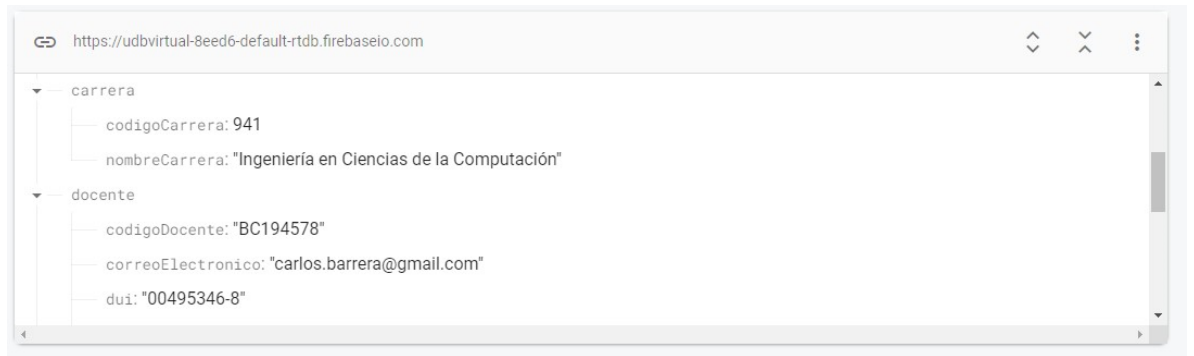 https://udbvirtual-8eed6-default-rtdb.firebaseio.com
carrera
codigoCarrera: 941
nombreCarrera: "Ingeniería en Ciencias de la Computación"
docente
codigoDocente: "BC194578"
correoElectronico: "carlos.barrera@gmail.com"
dui: "00495346-8"